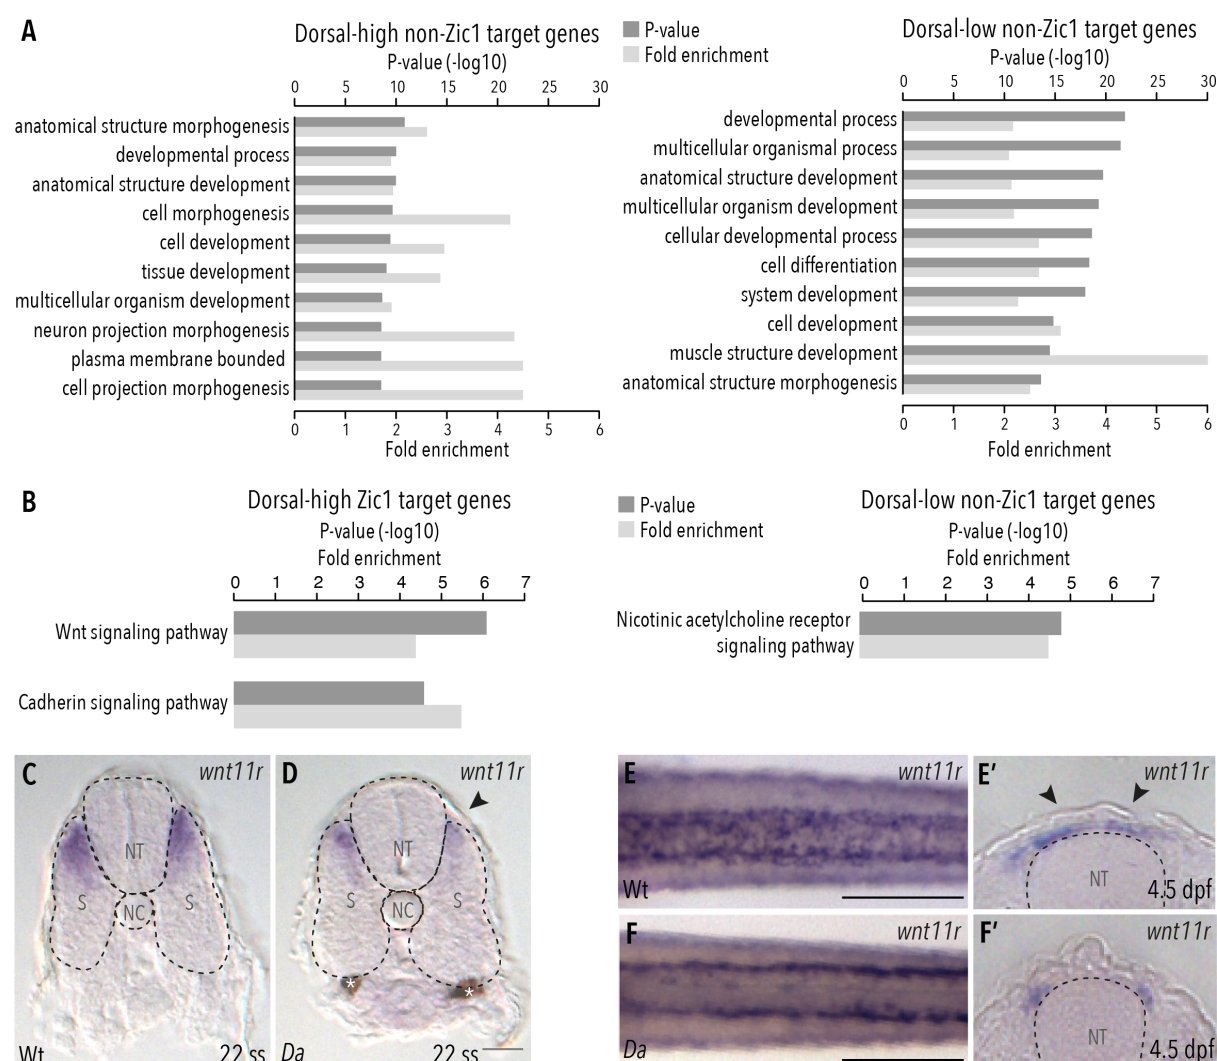 A
Dorsal-high non-Zic1 target genes
P-value (-log10)
0 5 10 15 20 25 30
anatomical structure morphogenesis
developmental process
anatomical structure development
cell morphogenesis
cell development
tissue development
multicellular organism development
neuron projection morphogenesis
plasma membrane bounded
cell projection morphogenesis
0 1 2 3 4 5 6
Fold enrichment
P-value
Fold enrichment
Dorsal-low non-Zic1 target genes
P-value (-log10)
0 5 10 15 20 25 30
developmental process
multicellular organismal process
anatomical structure development
multicellular organism development
cellular developmental process
cell differentiation
system development
cell development
muscle structure development
anatomical structure morphogenesis
0 1 2 3 4 5 6
Fold enrichment
B
Dorsal-high Zic1 target genes
P-value (-log10)
Fold enrichment
0 1 2 3 4 5 6 7
Wnt signaling pathway
Cadherin signaling pathway
P-value
Fold enrichment
Dorsal-low non-Zic1 target genes
P-value (-log10)
Fold enrichment
0 1 2 3 4 5 6 7
Nicotinic acetylcholine receptor
signaling pathway
C wnt11r
NT
S NC S
Wt 22 ss
D wnt11r
NT
S NC S
* *
Da 22 ss
E wnt11r
Wt
E' wnt11r
NT
4.5 dpf
F wnt11r
Da
F' wnt11r
NT
4.5 dpf